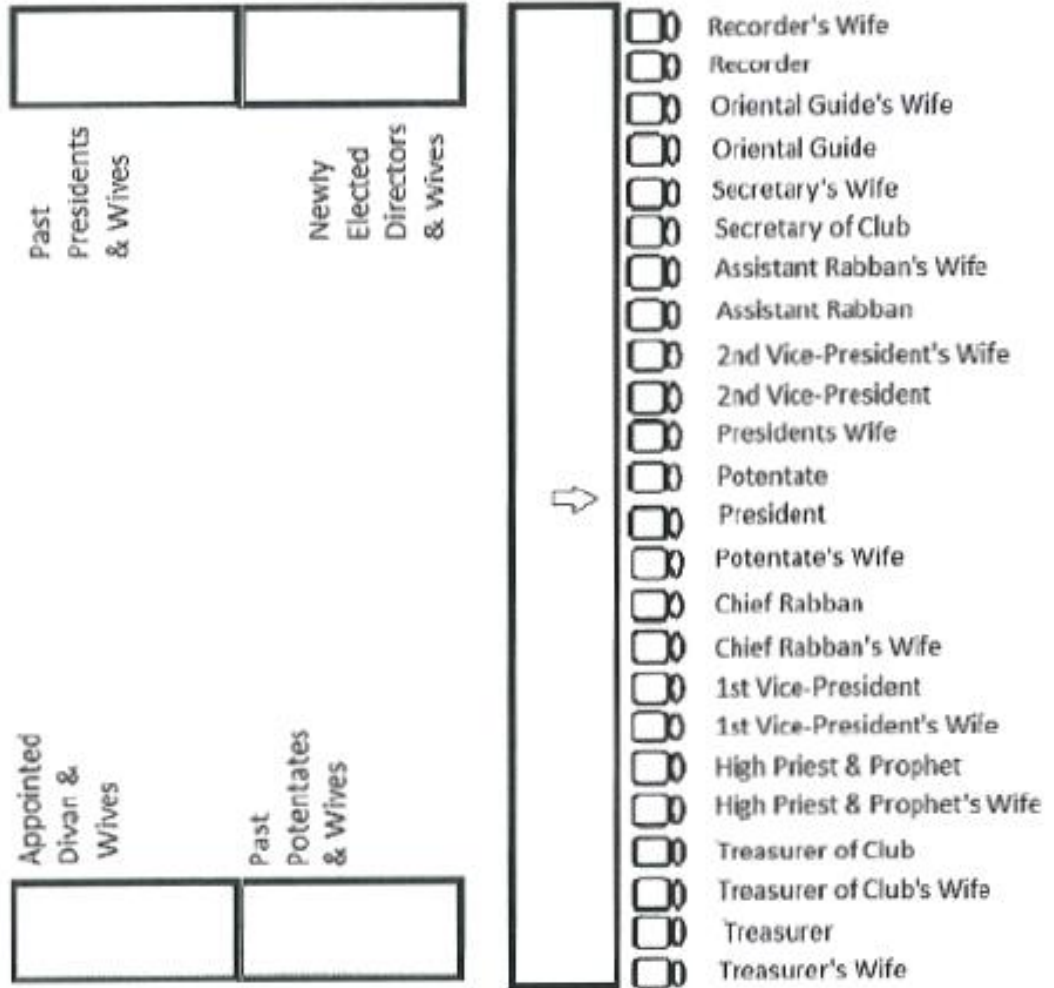 Past
Presidents
& Wives
Newly
Elected
Directors
& Wives
Appointed
Divan &
Wives
Past
Potentates
& Wives
Recorder's Wife
Recorder
Oriental Guide's Wife
Oriental Guide
Secretary's Wife
Secretary of Club
Assistant Rabban's Wife
Assistant Rabban
2nd Vice-President's Wife
2nd Vice-President
Presidents Wife
Potentate
President
Potentate's Wife
Chief Rabban
Chief Rabban's Wife
1st Vice-President
1st Vice-President's Wife
High Priest & Prophet
High Priest & Prophet's Wife
Treasurer of Club
Treasurer of Club's Wife
Treasurer
Treasurer's Wife